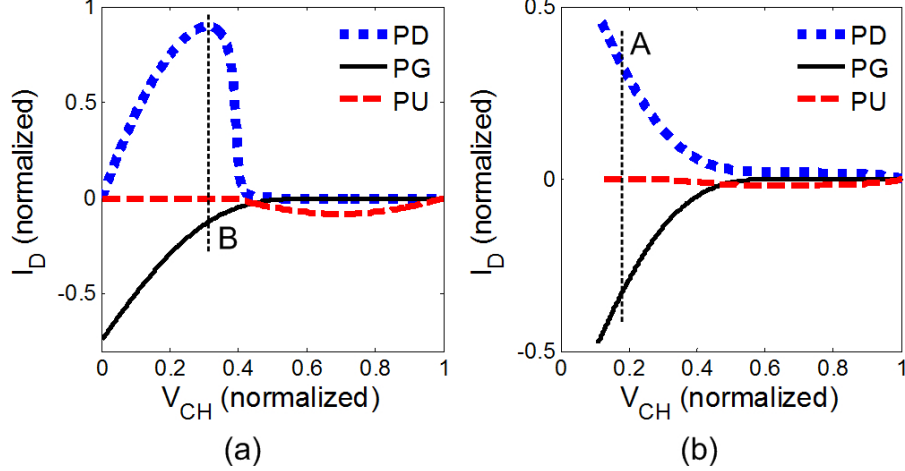 1
0.5
0
-0.5
I_D (normalized)
PD
PG
PU
B
0 0.2 0.4 0.6 0.8 1
V_CH (normalized)
(a)
0.5
0
-0.5
I_D (normalized)
A
PD
PG
PU
0 0.2 0.4 0.6 0.8 1
V_CH (normalized)
(b)